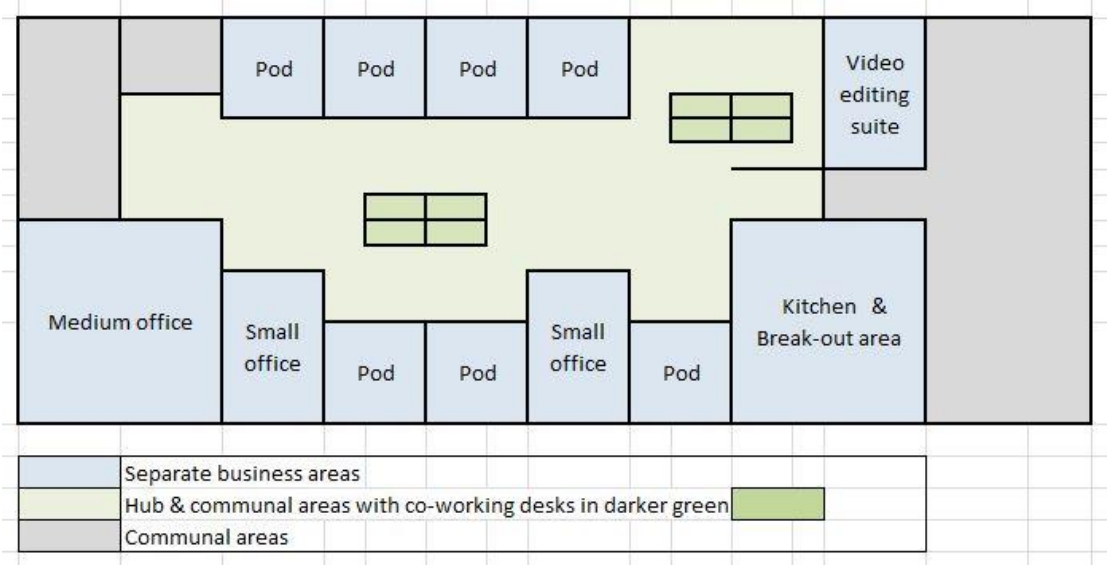 Pod
Pod
Pod
Pod
Video
editing
suite
Medium office
Small
office
Pod
Pod
Small
office
Pod
Kitchen &
Break-out area
Separate business areas
Hub & communal areas with co-working desks in darker green
Communal areas